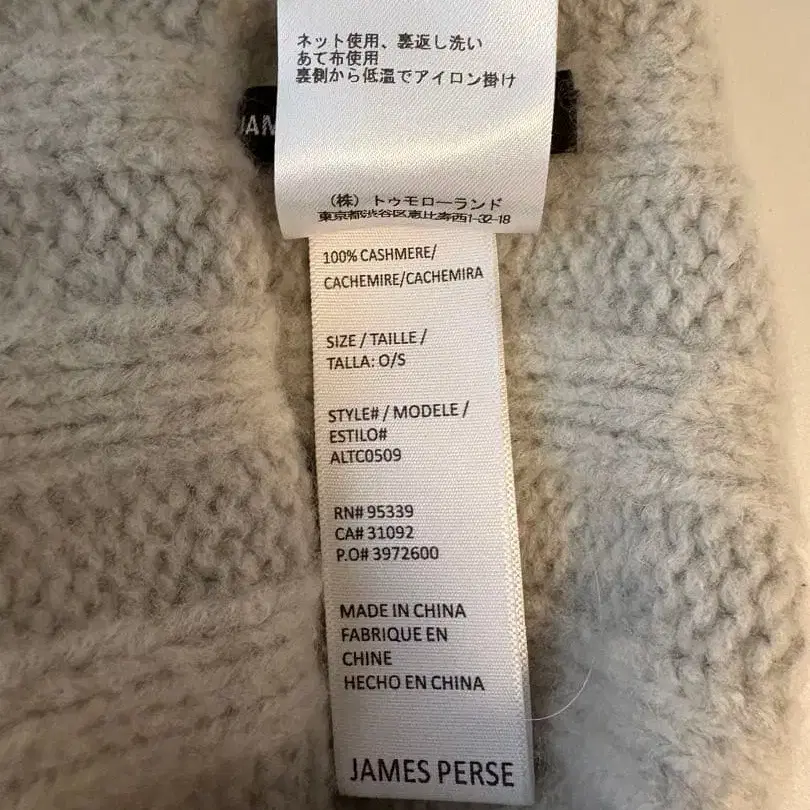 ネット使用、裏返し洗い
あて布使用
裏側から低温でアイロン掛け
JAM
(株) トゥモローランド
東京都渋谷区恵比寿西1-32-18
100% CASHMERE/
CACHEMIRE/CACHEMIRA
SIZE / TAILLE /
TALLA: O/S
STYLE# / MODELE /
ESTILO#
ALTC0509
RN# 95339
CA# 31092
P.O# 3972600
MADE IN CHINA
FABRIQUE EN
CHINE
HECHO EN CHINA
JAMES PERSE